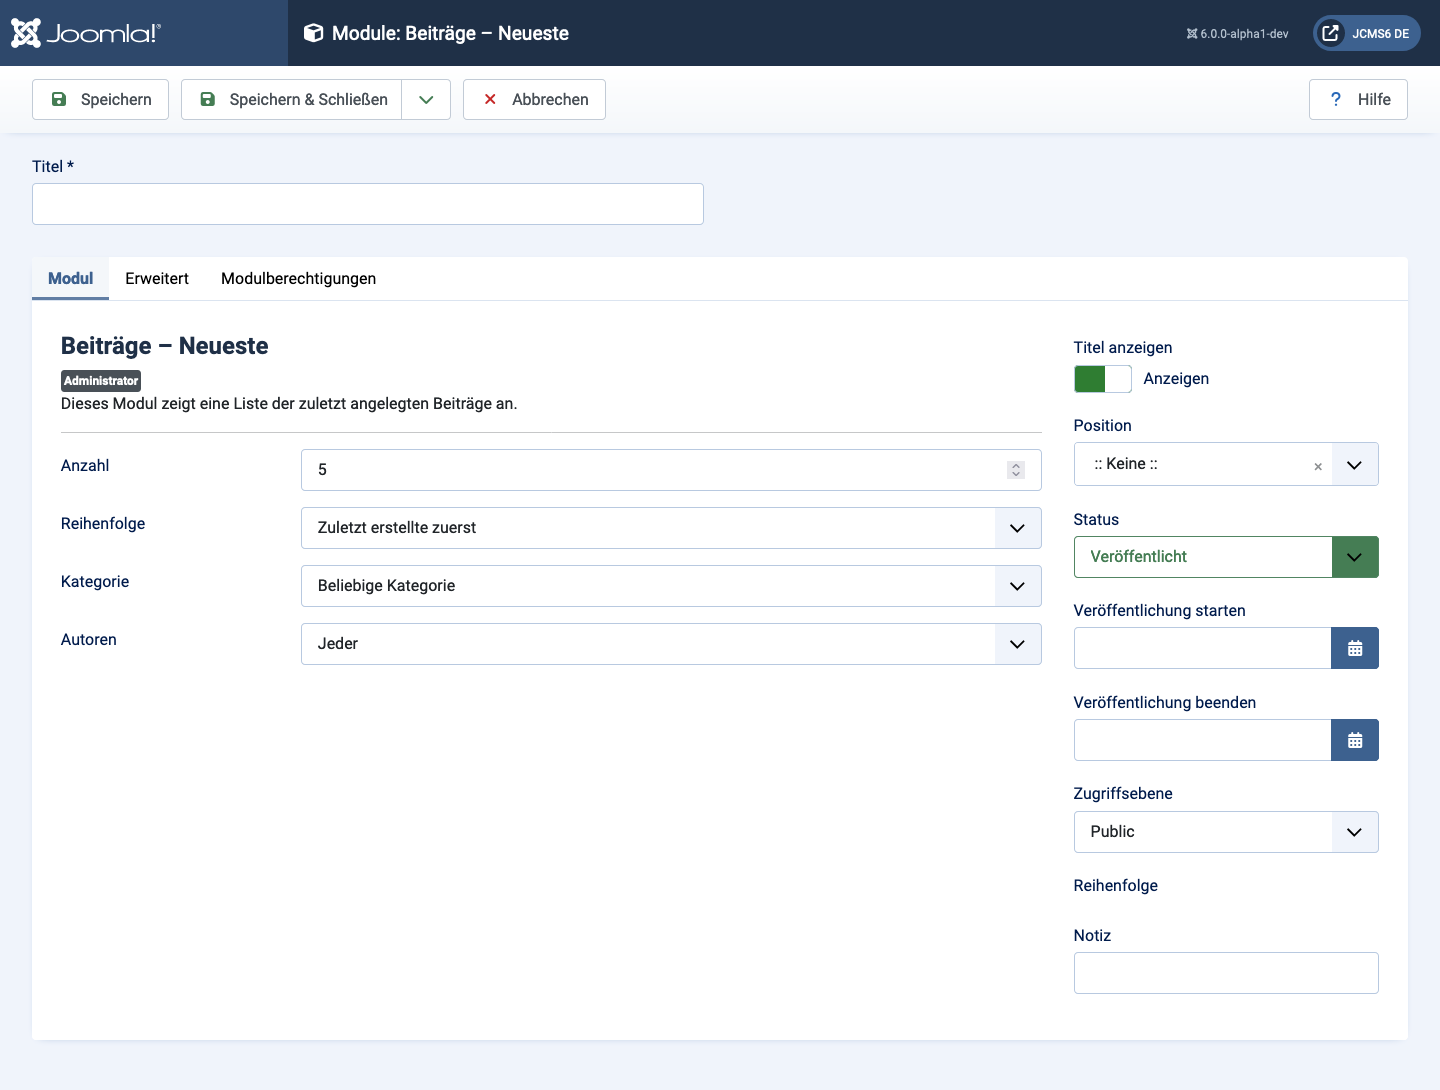 Joomla!®
Module: Beiträge – Neueste
6.0.0-alpha1-dev
JCMS6 DE
Speichern
Speichern & Schließen
Abbrechen
? Hilfe
Titel *
Modul
Erweitert
Modulberechtigungen
Beiträge – Neueste
Administrator
Dieses Modul zeigt eine Liste der zuletzt angelegten Beiträge an.
Anzahl
5
Reihenfolge
Zuletzt erstellte zuerst
Kategorie
Beliebige Kategorie
Autoren
Jeder
Titel anzeigen
Anzeigen
Position
:: Keine ::
Status
Veröffentlicht
Veröffentlichung starten
Veröffentlichung beenden
Zugriffsebene
Public
Reihenfolge
Notiz